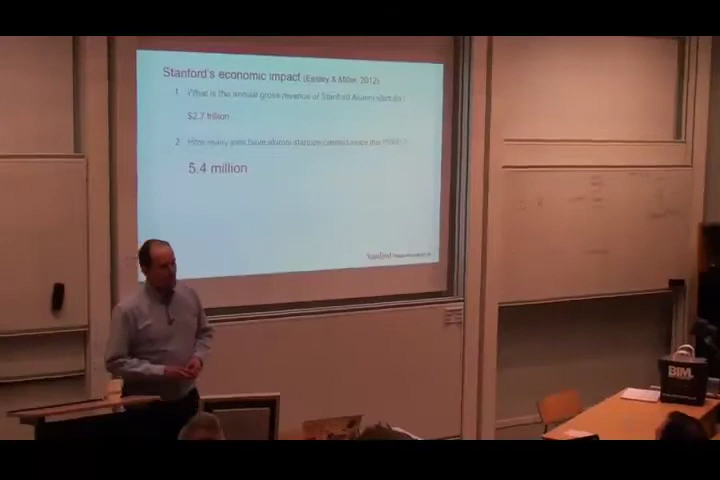 Stanford's economic impact (Eesley & Miller, 2012)
1 What is the annual gross revenue of Stanford Alumni startups?
$2.7 trillion
2 How many jobs have alumni startups created since the
5.4 million
Stanford
BIM